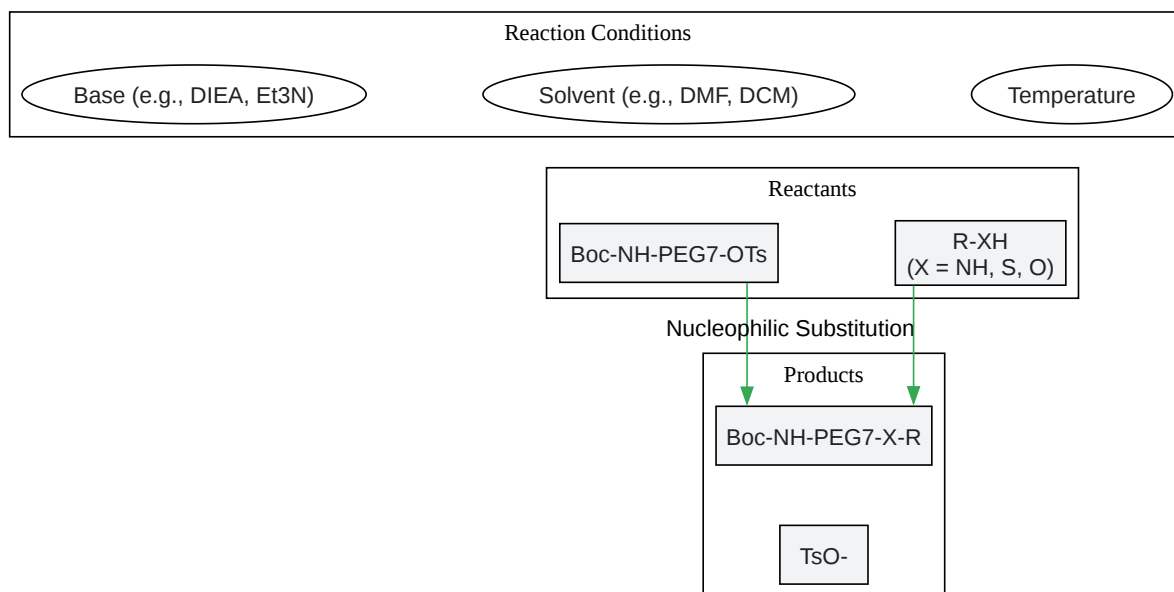 Reaction Conditions
Base (e.g., DIEA, Et3N)
Solvent (e.g., DMF, DCM)
Temperature
Reactants
Boc-NH-PEG7-OTs
R-XH
(X = NH, S, O)
Nucleophilic Substitution
Products
Boc-NH-PEG7-X-R
TsO-